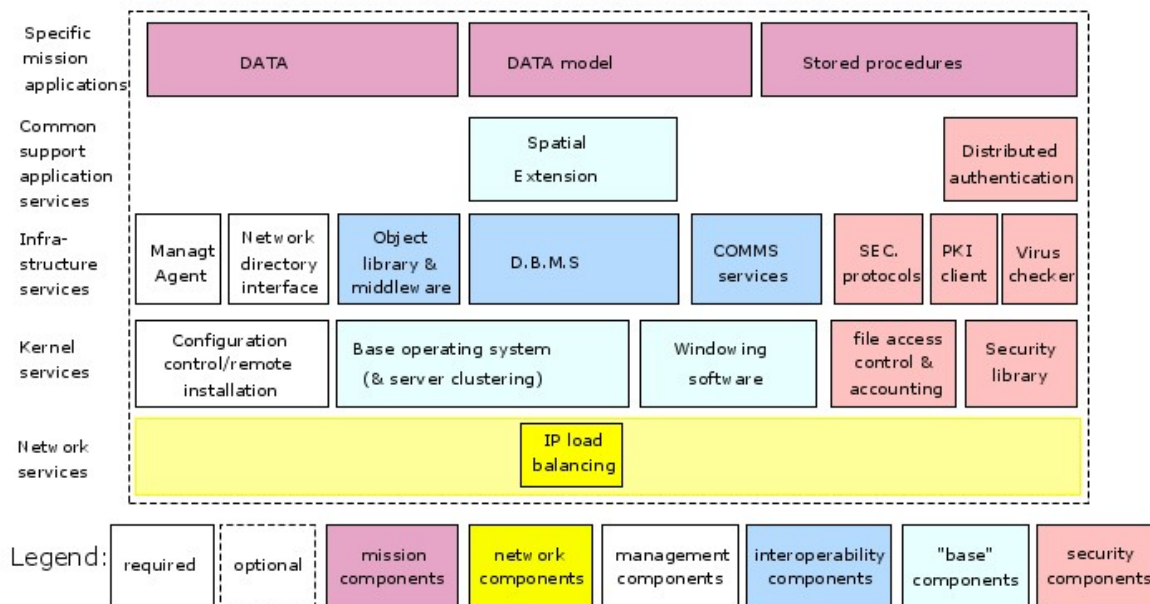 Specific
mission
applications
DATA
DATA model
Stored procedures
Common
support
application
services
Spatial
Extension
Distributed
authentication
Infra-
structure
services
Managt
Agent
Network
directory
interface
Object
library &
middleware
D.B.M.S
COMMS
services
SEC.
protocols
PKI
client
Virus
checker
Kernel
services
Configuration
control/remote
installation
Base operating system
(& server clustering)
Windowing
software
file access
control &
accounting
Security
library
Network
services
IP load
balancing
Legend:
required
optional
mission
components
network
components
management
components
interoperability
components
"base"
components
security
components